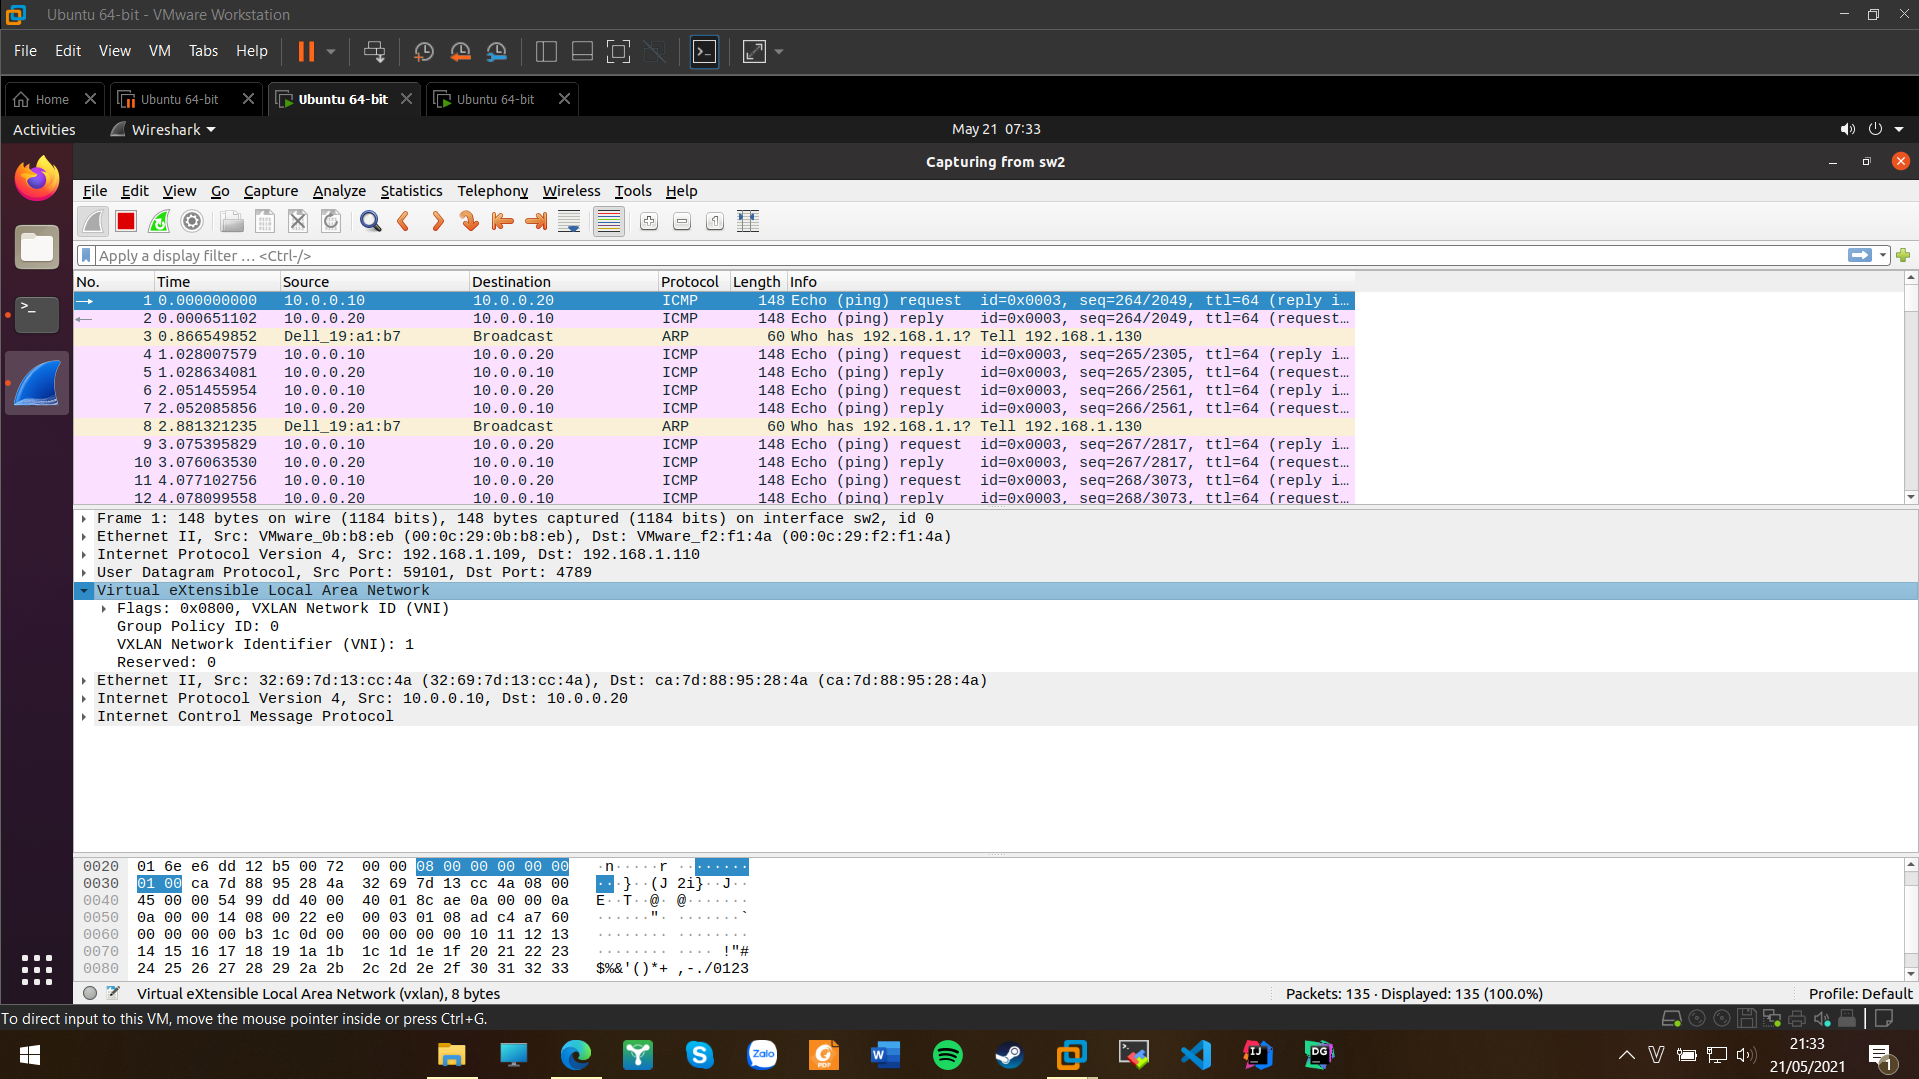 Ubuntu 64-bit - VMware Workstation
File Edit View VM Tabs Help
Home Ubuntu 64-bit Ubuntu 64-bit Ubuntu 64-bit
Activities Wireshark May 21 07:33
Capturing from sw2
File Edit View Go Capture Analyze Statistics Telephony Wireless Tools Help
Apply a display filter … <Ctrl-/>
No. Time Source Destination Protocol Length Info
1 0.000000000 10.0.0.10 10.0.0.20 ICMP 148 Echo (ping) request id=0x0003, seq=264/2049, ttl=64 (reply i…
2 0.000651102 10.0.0.20 10.0.0.10 ICMP 148 Echo (ping) reply id=0x0003, seq=264/2049, ttl=64 (request…
3 0.866549852 Dell_19:a1:b7 Broadcast ARP 60 Who has 192.168.1.1? Tell 192.168.1.130
4 1.028007579 10.0.0.10 10.0.0.20 ICMP 148 Echo (ping) request id=0x0003, seq=265/2305, ttl=64 (reply i…
5 1.028634081 10.0.0.20 10.0.0.10 ICMP 148 Echo (ping) reply id=0x0003, seq=265/2305, ttl=64 (request…
6 2.051455954 10.0.0.10 10.0.0.20 ICMP 148 Echo (ping) request id=0x0003, seq=266/2561, ttl=64 (reply i…
7 2.052085856 10.0.0.20 10.0.0.10 ICMP 148 Echo (ping) reply id=0x0003, seq=266/2561, ttl=64 (request…
8 2.881321235 Dell_19:a1:b7 Broadcast ARP 60 Who has 192.168.1.1? Tell 192.168.1.130
9 3.075395829 10.0.0.10 10.0.0.20 ICMP 148 Echo (ping) request id=0x0003, seq=267/2817, ttl=64 (reply i…
10 3.076063530 10.0.0.20 10.0.0.10 ICMP 148 Echo (ping) reply id=0x0003, seq=267/2817, ttl=64 (request…
11 4.077102756 10.0.0.10 10.0.0.20 ICMP 148 Echo (ping) request id=0x0003, seq=268/3073, ttl=64 (reply i…
12 4.078099558 10.0.0.20 10.0.0.10 ICMP 148 Echo (ping) reply id=0x0003, seq=268/3073, ttl=64 (request…
Frame 1: 148 bytes on wire (1184 bits), 148 bytes captured (1184 bits) on interface sw2, id 0
Ethernet II, Src: VMware_0b:b8:eb (00:0c:29:0b:b8:eb), Dst: VMware_f2:f1:4a (00:0c:29:f2:f1:4a)
Internet Protocol Version 4, Src: 192.168.1.109, Dst: 192.168.1.110
User Datagram Protocol, Src Port: 59101, Dst Port: 4789
Virtual eXtensible Local Area Network
Flags: 0x0800, VXLAN Network ID (VNI)
Group Policy ID: 0
VXLAN Network Identifier (VNI): 1
Reserved: 0
Ethernet II, Src: 32:69:7d:13:cc:4a (32:69:7d:13:cc:4a), Dst: ca:7d:88:95:28:4a (ca:7d:88:95:28:4a)
Internet Protocol Version 4, Src: 10.0.0.10, Dst: 10.0.0.20
Internet Control Message Protocol
0020 01 6e e6 dd 12 b5 00 72 00 00 08 00 00 00 00 00 ·n·····r ········
0030 01 00 ca 7d 88 95 28 4a 32 69 7d 13 cc 4a 08 00 ···}··(J 2i}··J··
0040 45 00 00 54 99 dd 40 00 40 01 8c ae 0a 00 00 0a E··T··@· @·······
0050 0a 00 00 14 08 00 22 e0 00 03 01 08 ad c4 a7 60 ······"· ·······`
0060 00 00 00 00 b3 1c 0d 00 00 00 00 00 10 11 12 13 ········ ········
0070 14 15 16 17 18 19 1a 1b 1c 1d 1e 1f 20 21 22 23 ········ ···· !"#
0080 24 25 26 27 28 29 2a 2b 2c 2d 2e 2f 30 31 32 33 $%&'()*+ ,-./0123
Virtual eXtensible Local Area Network (vxlan), 8 bytes Packets: 135 · Displayed: 135 (100.0%) Profile: Default
To direct input to this VM, move the mouse pointer inside or press Ctrl+G.
Zalo
PDF
W
IJ
DG
V
21:33
21/05/2021
1